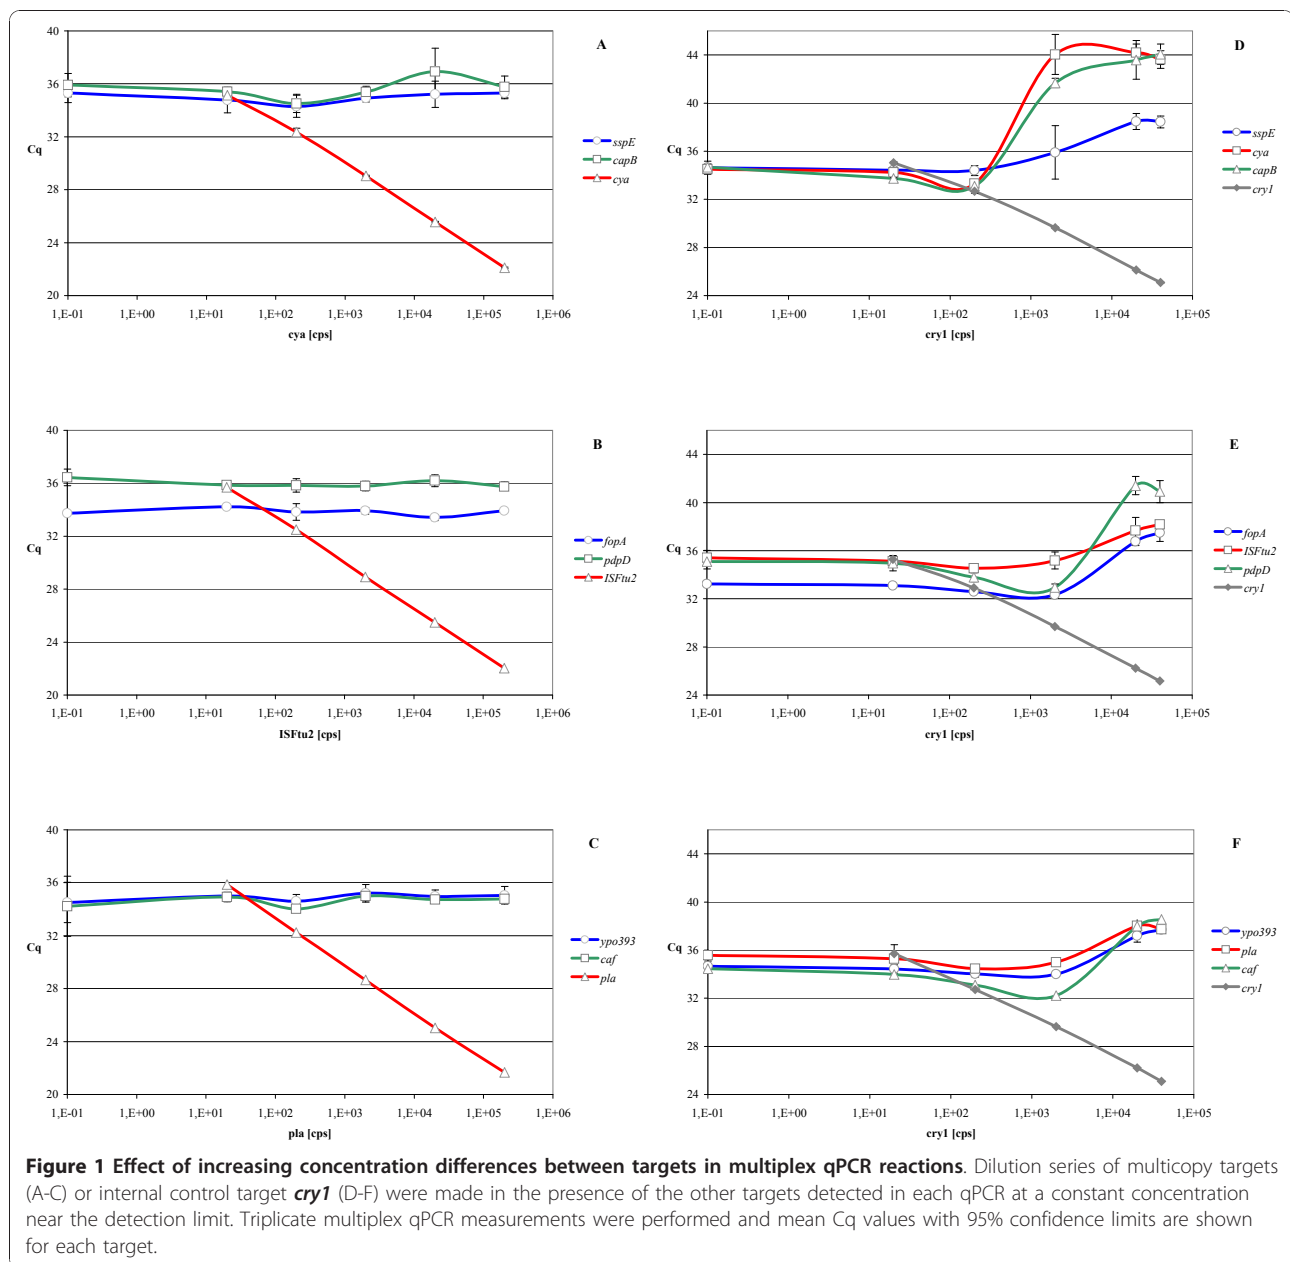 A
40
36
32
28
24
20
Cq
1,E-01 1,E+00 1,E+01 1,E+02 1,E+03 1,E+04 1,E+05 1,E+06
cya [cps]
sspE
capB
cya
D
44
40
36
32
28
24
Cq
1,E-01 1,E+00 1,E+01 1,E+02 1,E+03 1,E+04 1,E+05
cry1 [cps]
sspE
cya
capB
cry1
B
40
36
32
28
24
20
Cq
1,E-01 1,E+00 1,E+01 1,E+02 1,E+03 1,E+04 1,E+05 1,E+06
ISFtu2 [cps]
fopA
pdpD
ISFtu2
E
44
40
36
32
28
24
Cq
1,E-01 1,E+00 1,E+01 1,E+02 1,E+03 1,E+04 1,E+05
cry1 [cps]
fopA
ISFtu2
pdpD
cry1
C
40
36
32
28
24
20
Cq
1,E-01 1,E+00 1,E+01 1,E+02 1,E+03 1,E+04 1,E+05 1,E+06
pla [cps]
ypo393
caf
pla
F
44
40
36
32
28
24
Cq
1,E-01 1,E+00 1,E+01 1,E+02 1,E+03 1,E+04 1,E+05
cry1 [cps]
ypo393
pla
caf
cry1
Figure 1 Effect of increasing concentration differences between targets in multiplex qPCR reactions. Dilution series of multicopy targets
(A-C) or internal control target cry1 (D-F) were made in the presence of the other targets detected in each qPCR at a constant concentration
near the detection limit. Triplicate multiplex qPCR measurements were performed and mean Cq values with 95% confidence limits are shown
for each target.